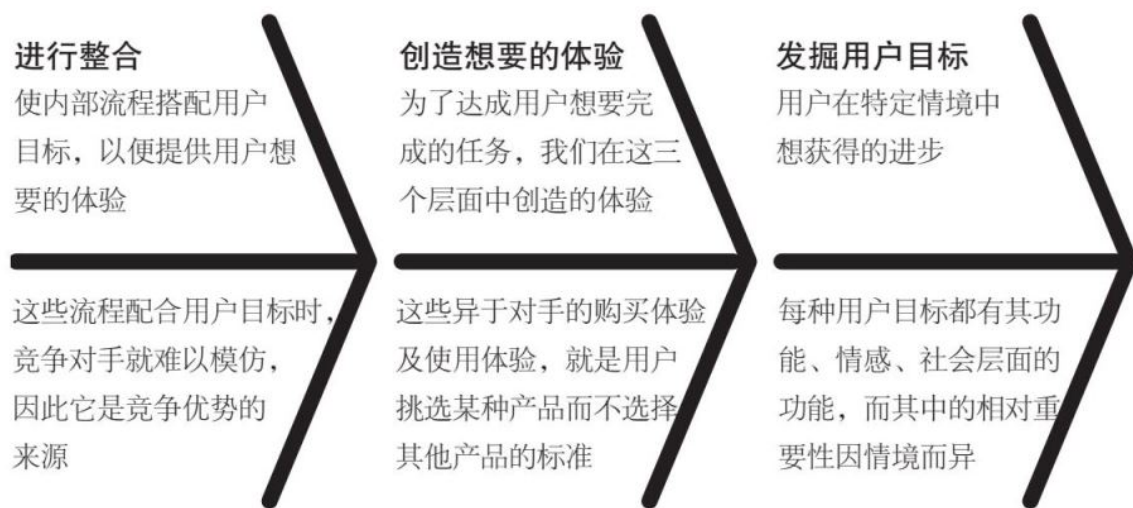 进行整合
使内部流程搭配用户
目标，以便提供用户想
要的体验
这些流程配合用户目标时，
竞争对手就难以模仿，
因此它是竞争优势的
来源
创造想要的体验
为了达成用户想要完
成的任务，我们在这三
个层面中创造的体验
这些异于对手的购买体验
及使用体验，就是用户
挑选某种产品而不选择
其他产品的标准
发掘用户目标
用户在特定情境中
想获得的进步
每种用户目标都有其功
能、情感、社会层面的
功能，而其中的相对重
要性因情境而异